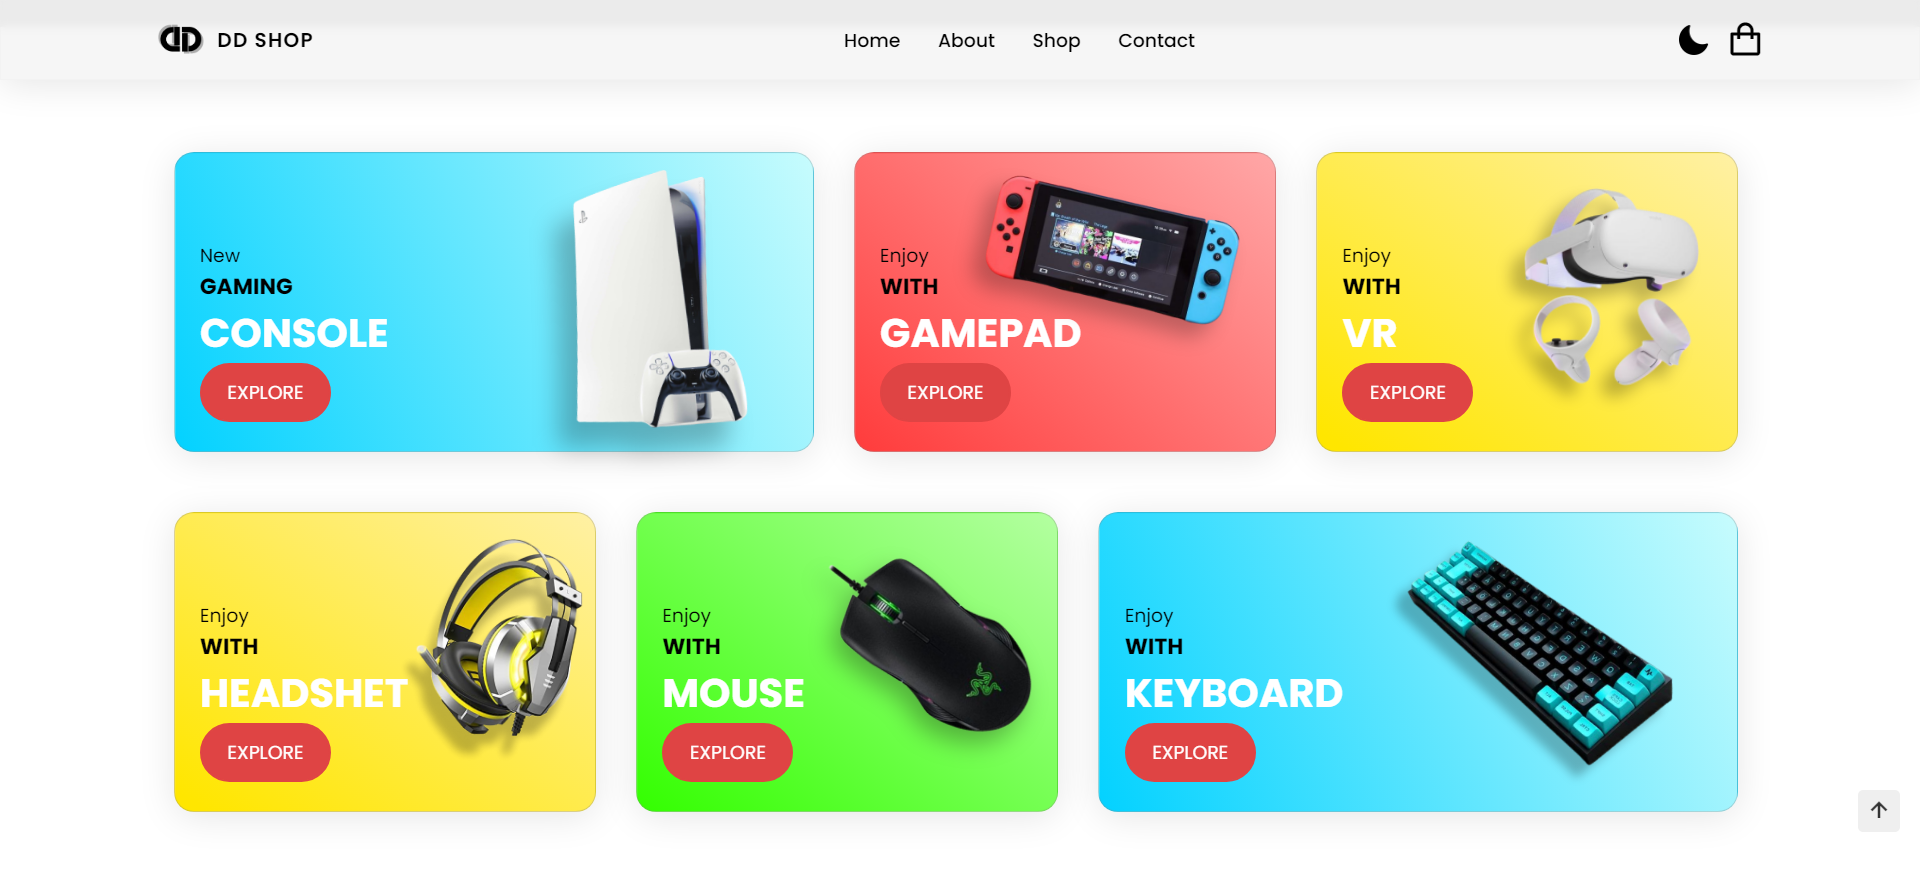 DD SHOP
Home
About
Shop
Contact
New
GAMING
CONSOLE
EXPLORE
Enjoy
WITH
GAMEPAD
EXPLORE
Enjoy
WITH
VR
EXPLORE
Enjoy
WITH
HEADSHET
EXPLORE
Enjoy
WITH
MOUSE
EXPLORE
Enjoy
WITH
KEYBOARD
EXPLORE